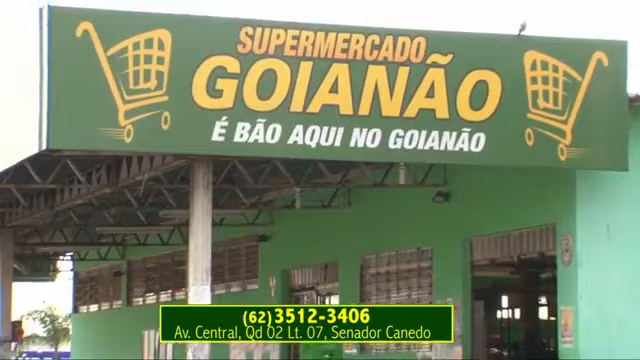 SUPERMERCADO
GOIANÃO
É BÃO AQUI NO GOIANÃO
(62) 3512-3406
Av. Central, Qd 02 Lt. 07, Senador Canedo